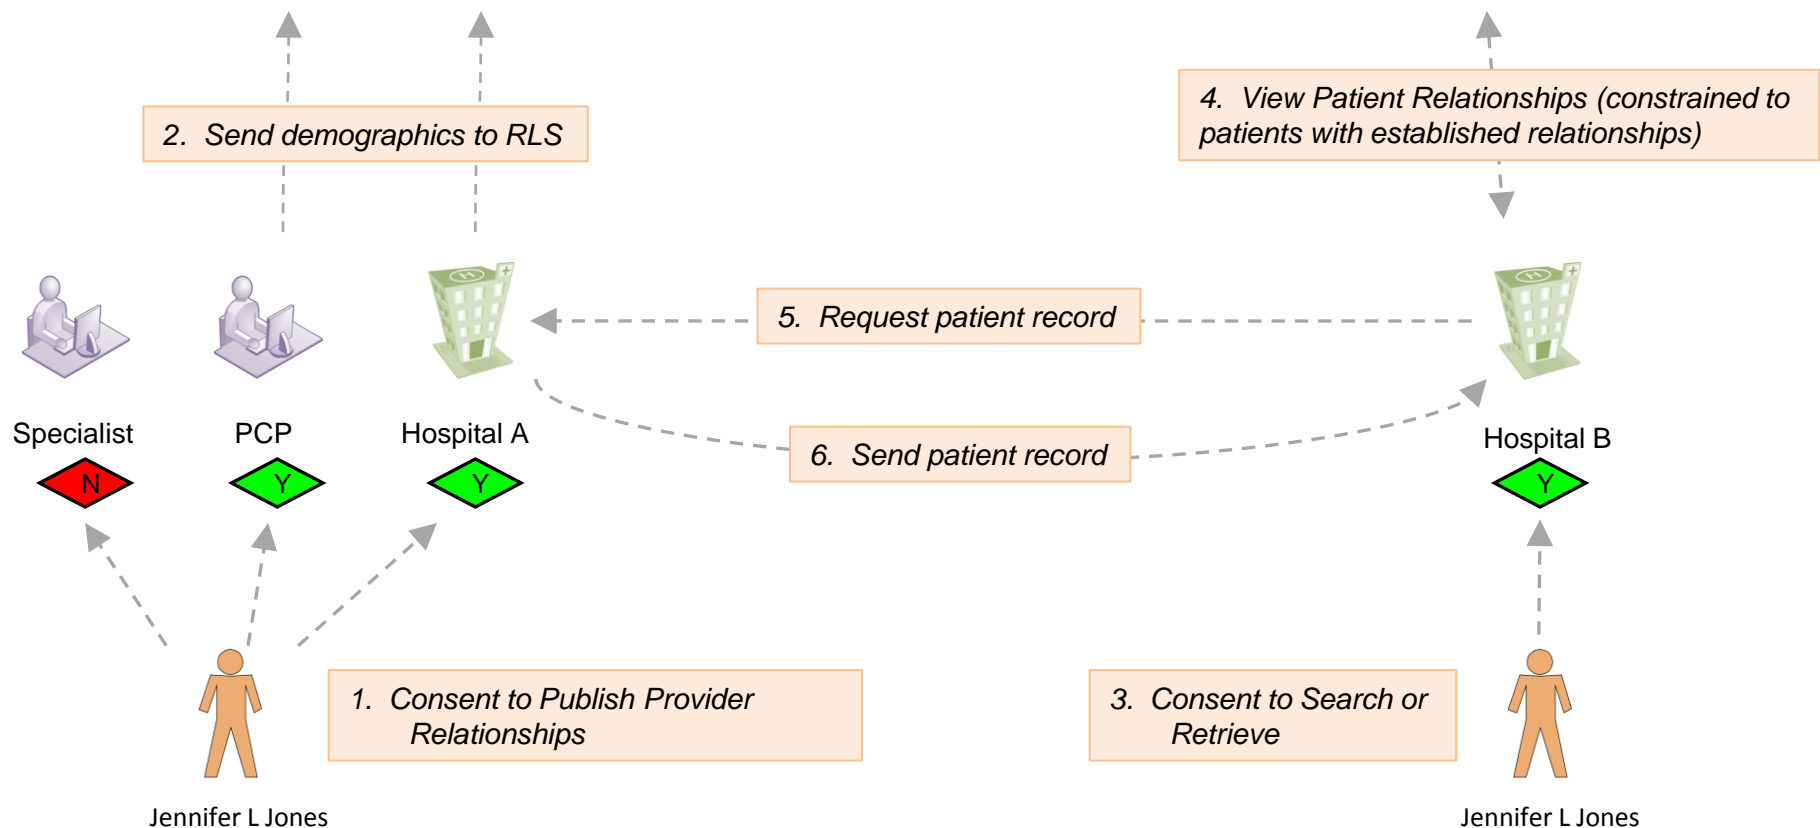 2. Send demographics to RLS
4. View Patient Relationships (constrained to
patients with established relationships)
5. Request patient record
Specialist
PCP
Hospital A
6. Send patient record
Hospital B
N
Y
Y
Y
1. Consent to Publish Provider
Relationships
3. Consent to Search or
Retrieve
Jennifer L Jones
Jennifer L Jones